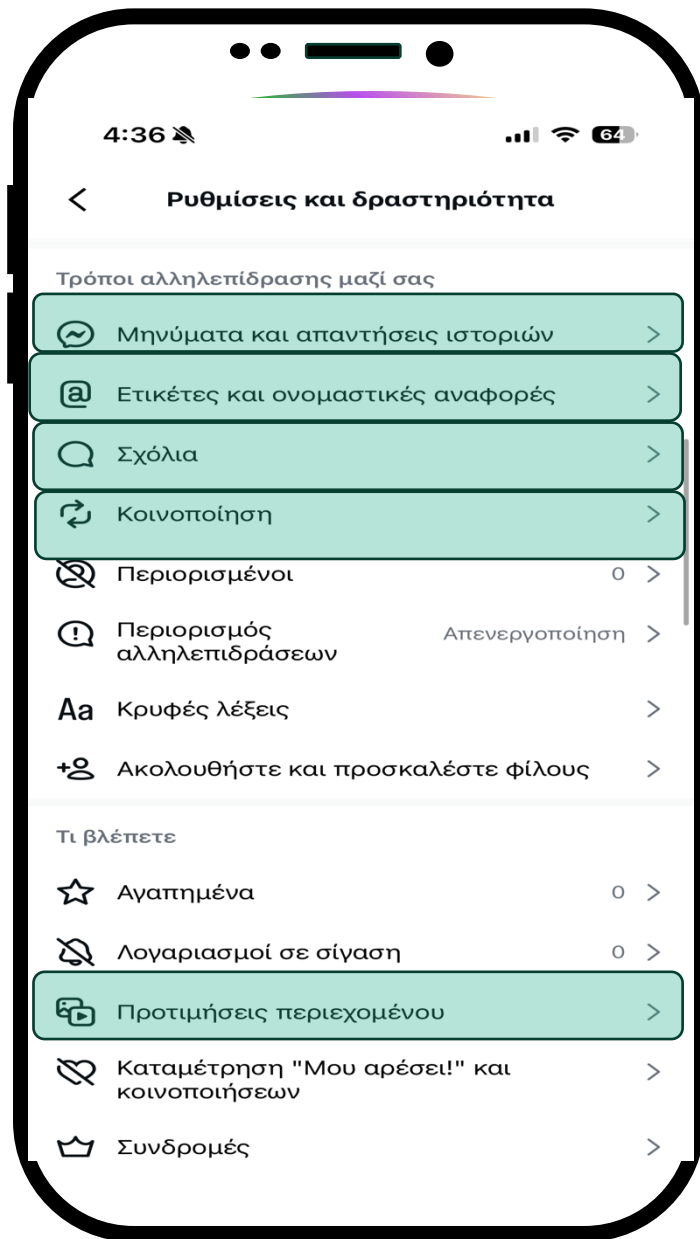 4:36
64
Ρυθμίσεις και δραστηριότητα
Τρόποι αλληλεπίδρασης μαζί σας
Μηνύματα και απαντήσεις ιστοριών
Ετικέτες και ονομαστικές αναφορές
Σχόλια
Κοινοποίηση
Περιορισμένοι 0
Περιορισμός Απενεργοποίηση
αλληλεπιδράσεων
Aa Κρυφές λέξεις
Ακολουθήστε και προσκαλέστε φίλους
Τι βλέπετε
Αγαπημένα 0
Λογαριασμοί σε σίγαση 0
Προτιμήσεις περιεχομένου
Καταμέτρηση "Μου αρέσει!" και
κοινοποιήσεων
Συνδρομές